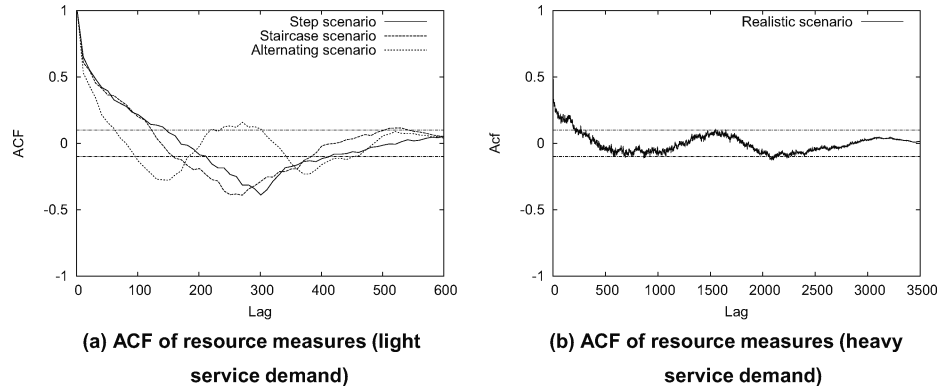 Step scenario
Staircase scenario
Alternating scenario
1
0.5
0
-0.5
-1
ACF
0 100 200 300 400 500 600
Lag
(a) ACF of resource measures (light
service demand)
Realistic scenario
1
0.5
0
-0.5
-1
Acf
0 500 1000 1500 2000 2500 3000 3500
Lag
(b) ACF of resource measures (heavy
service demand)